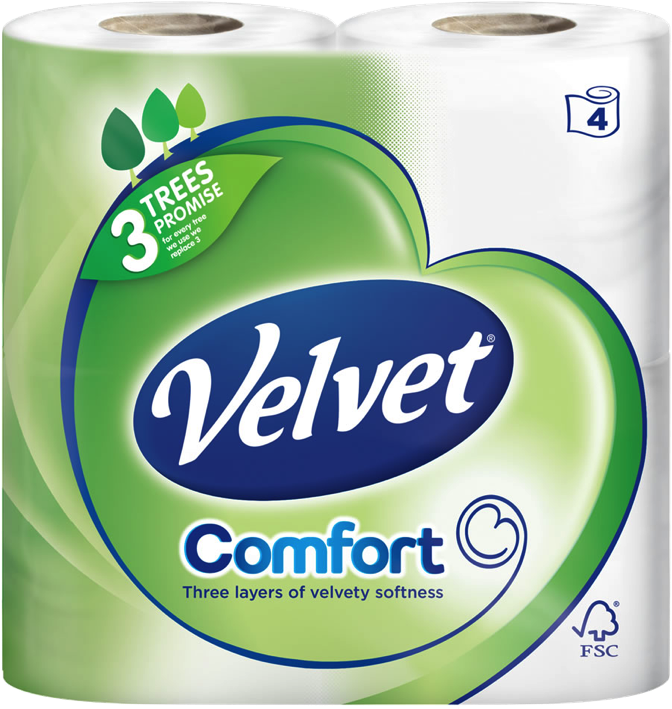 4
3 TREES
PROMISE
for every tree
we use we
replace 3
Velvet®
Comfort
Three layers of velvety softness
®
FSC